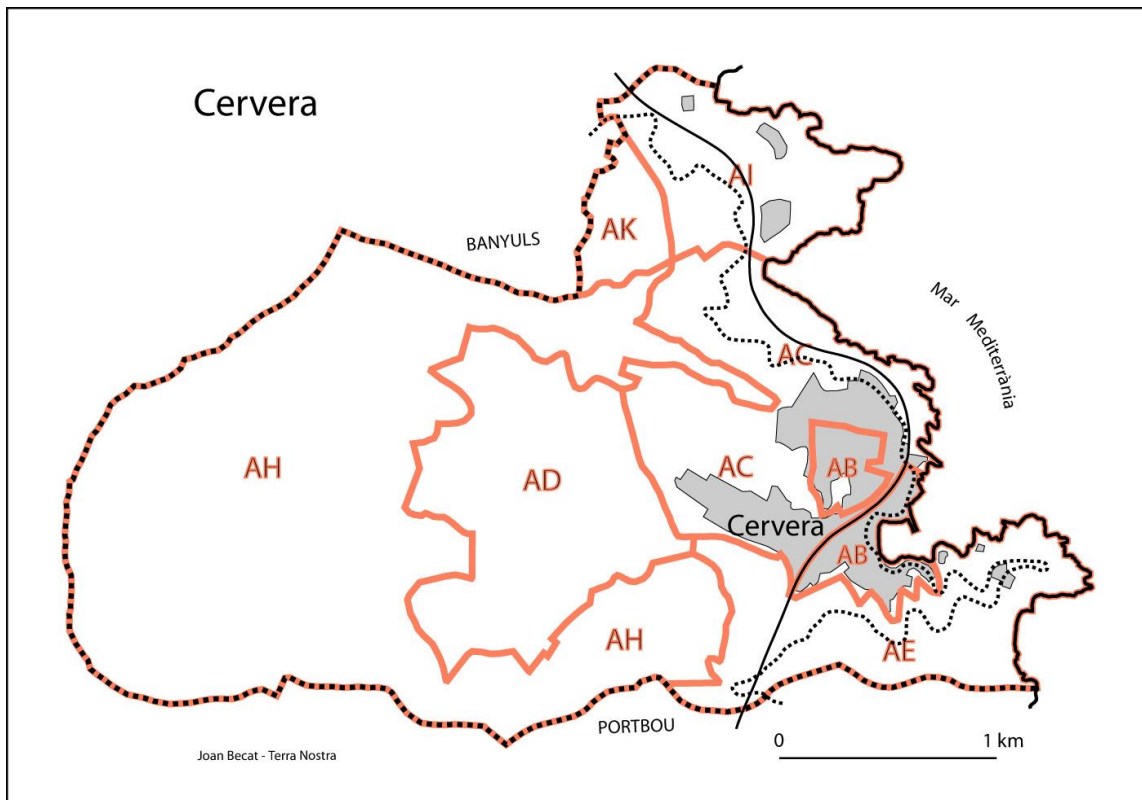 Cervera
AI
AK
BANYULS
Mar Mediterrània
AC
AH
AD
AC
AB
Cervera
AB
AH
AE
PORTBOU
Joan Becat - Terra Nostra
0 1 km